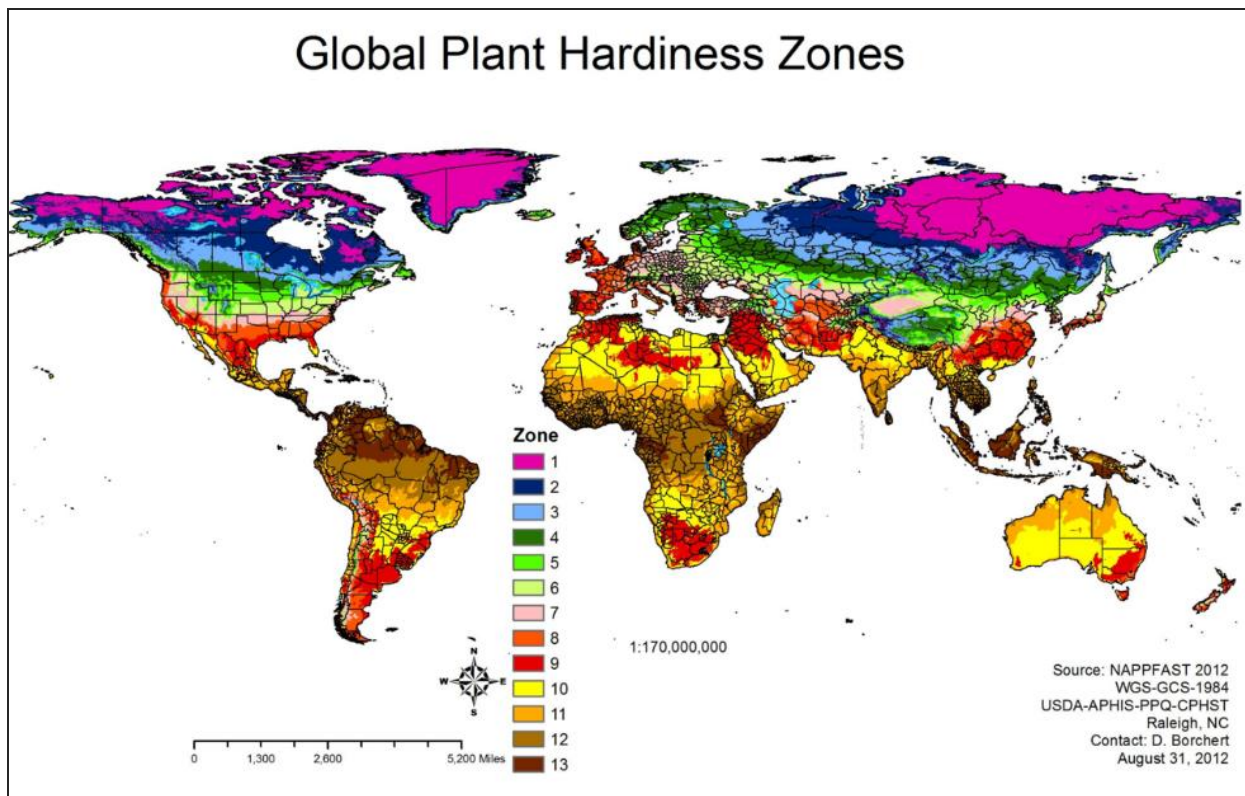 Global Plant Hardiness Zones
Zone
1
2
3
4
5
6
7
8
9
10
11
12
13
N
W E
S
0 1,300 2,600 5,200 Miles
1:170,000,000
Source: NAPPFAST 2012
WGS-GCS-1984
USDA-APHIS-PPQ-CPHST
Raleigh, NC
Contact: D. Borchert
August 31, 2012